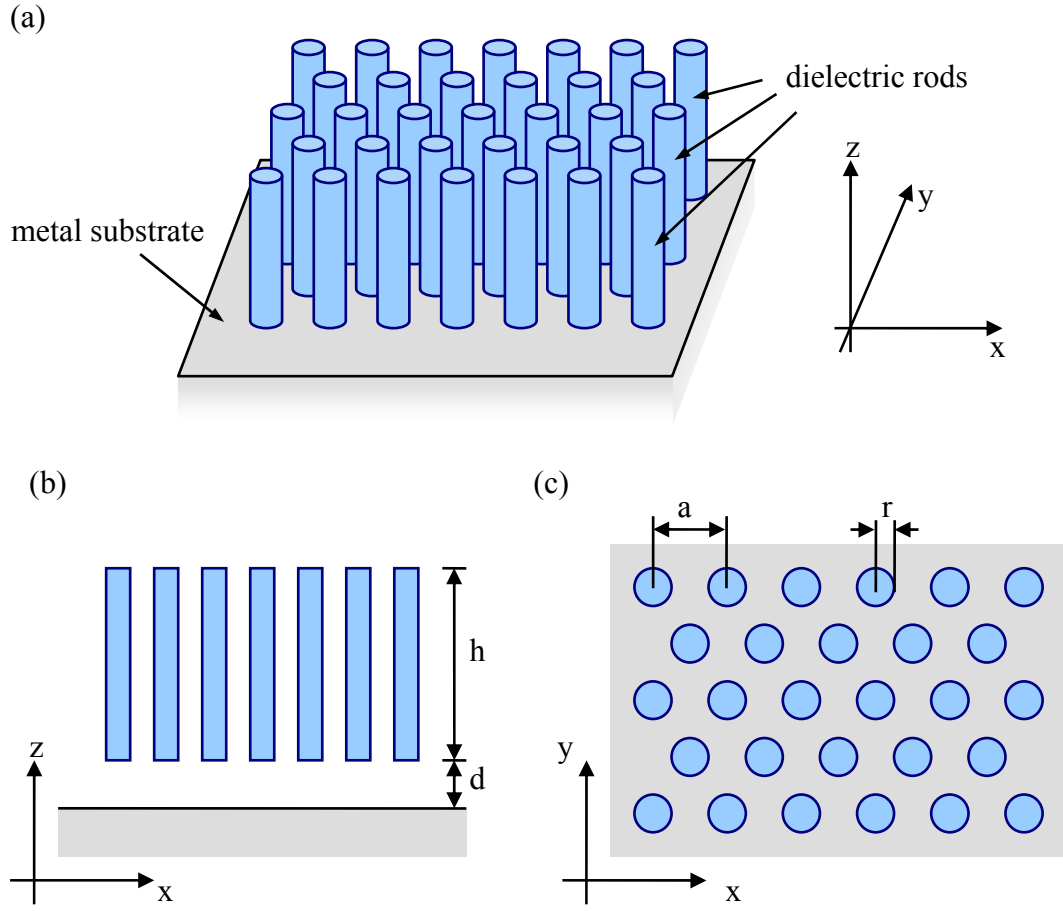 (a)
dielectric rods
metal substrate
z
y
x
(b)
h
d
z
x
(c)
a
r
y
x